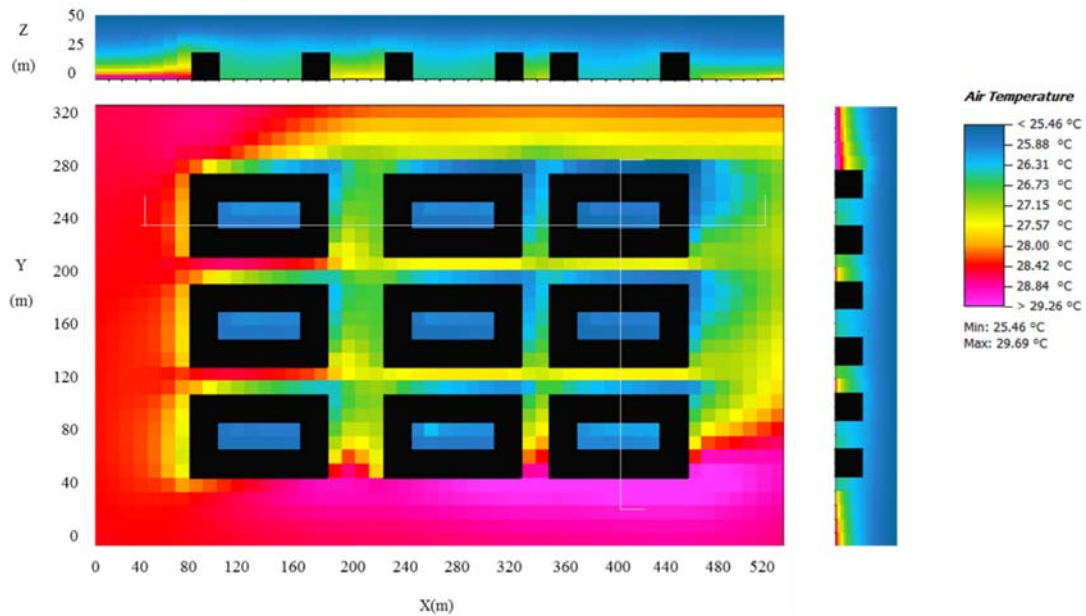 50
Z
25
(m)
0
320
280
240
Y
200
(m)
160
120
80
40
0
0 40 80 120 160 200 240 280 320 360 400 440 480 520
X(m)
Air Temperature
< 25.46 °C
25.88 °C
26.31 °C
26.73 °C
27.15 °C
27.57 °C
28.00 °C
28.42 °C
28.84 °C
> 29.26 °C
Min: 25.46 °C
Max: 29.69 °C